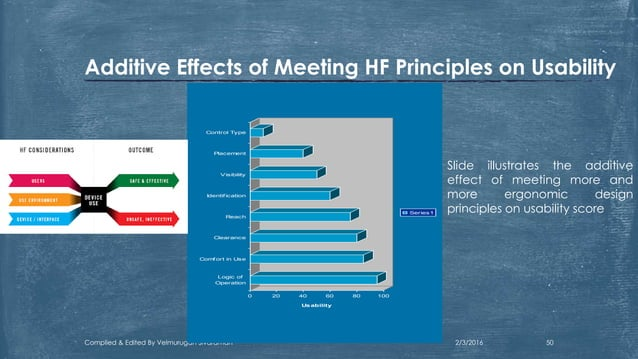 Additive Effects of Meeting HF Principles on Usability
HF CONSIDERATIONS
OUTCOME
USERS
USE ENVIRONMENT
DEVICE / INTERFACE
DEVICE
USE
SAFE & EFFECTIVE
UNSAFE, INEFFECTIVE
Control Type
Placement
Visibility
Identification
Reach
Clearance
Comfort in Use
Logic of
Operation
0 20 40 60 80 100
Usability
Series1
Slide illustrates the additive
effect of meeting more and
more ergonomic design
principles on usability score
Complied & Edited By Velmurugan Sivaraman
2/3/2016
50